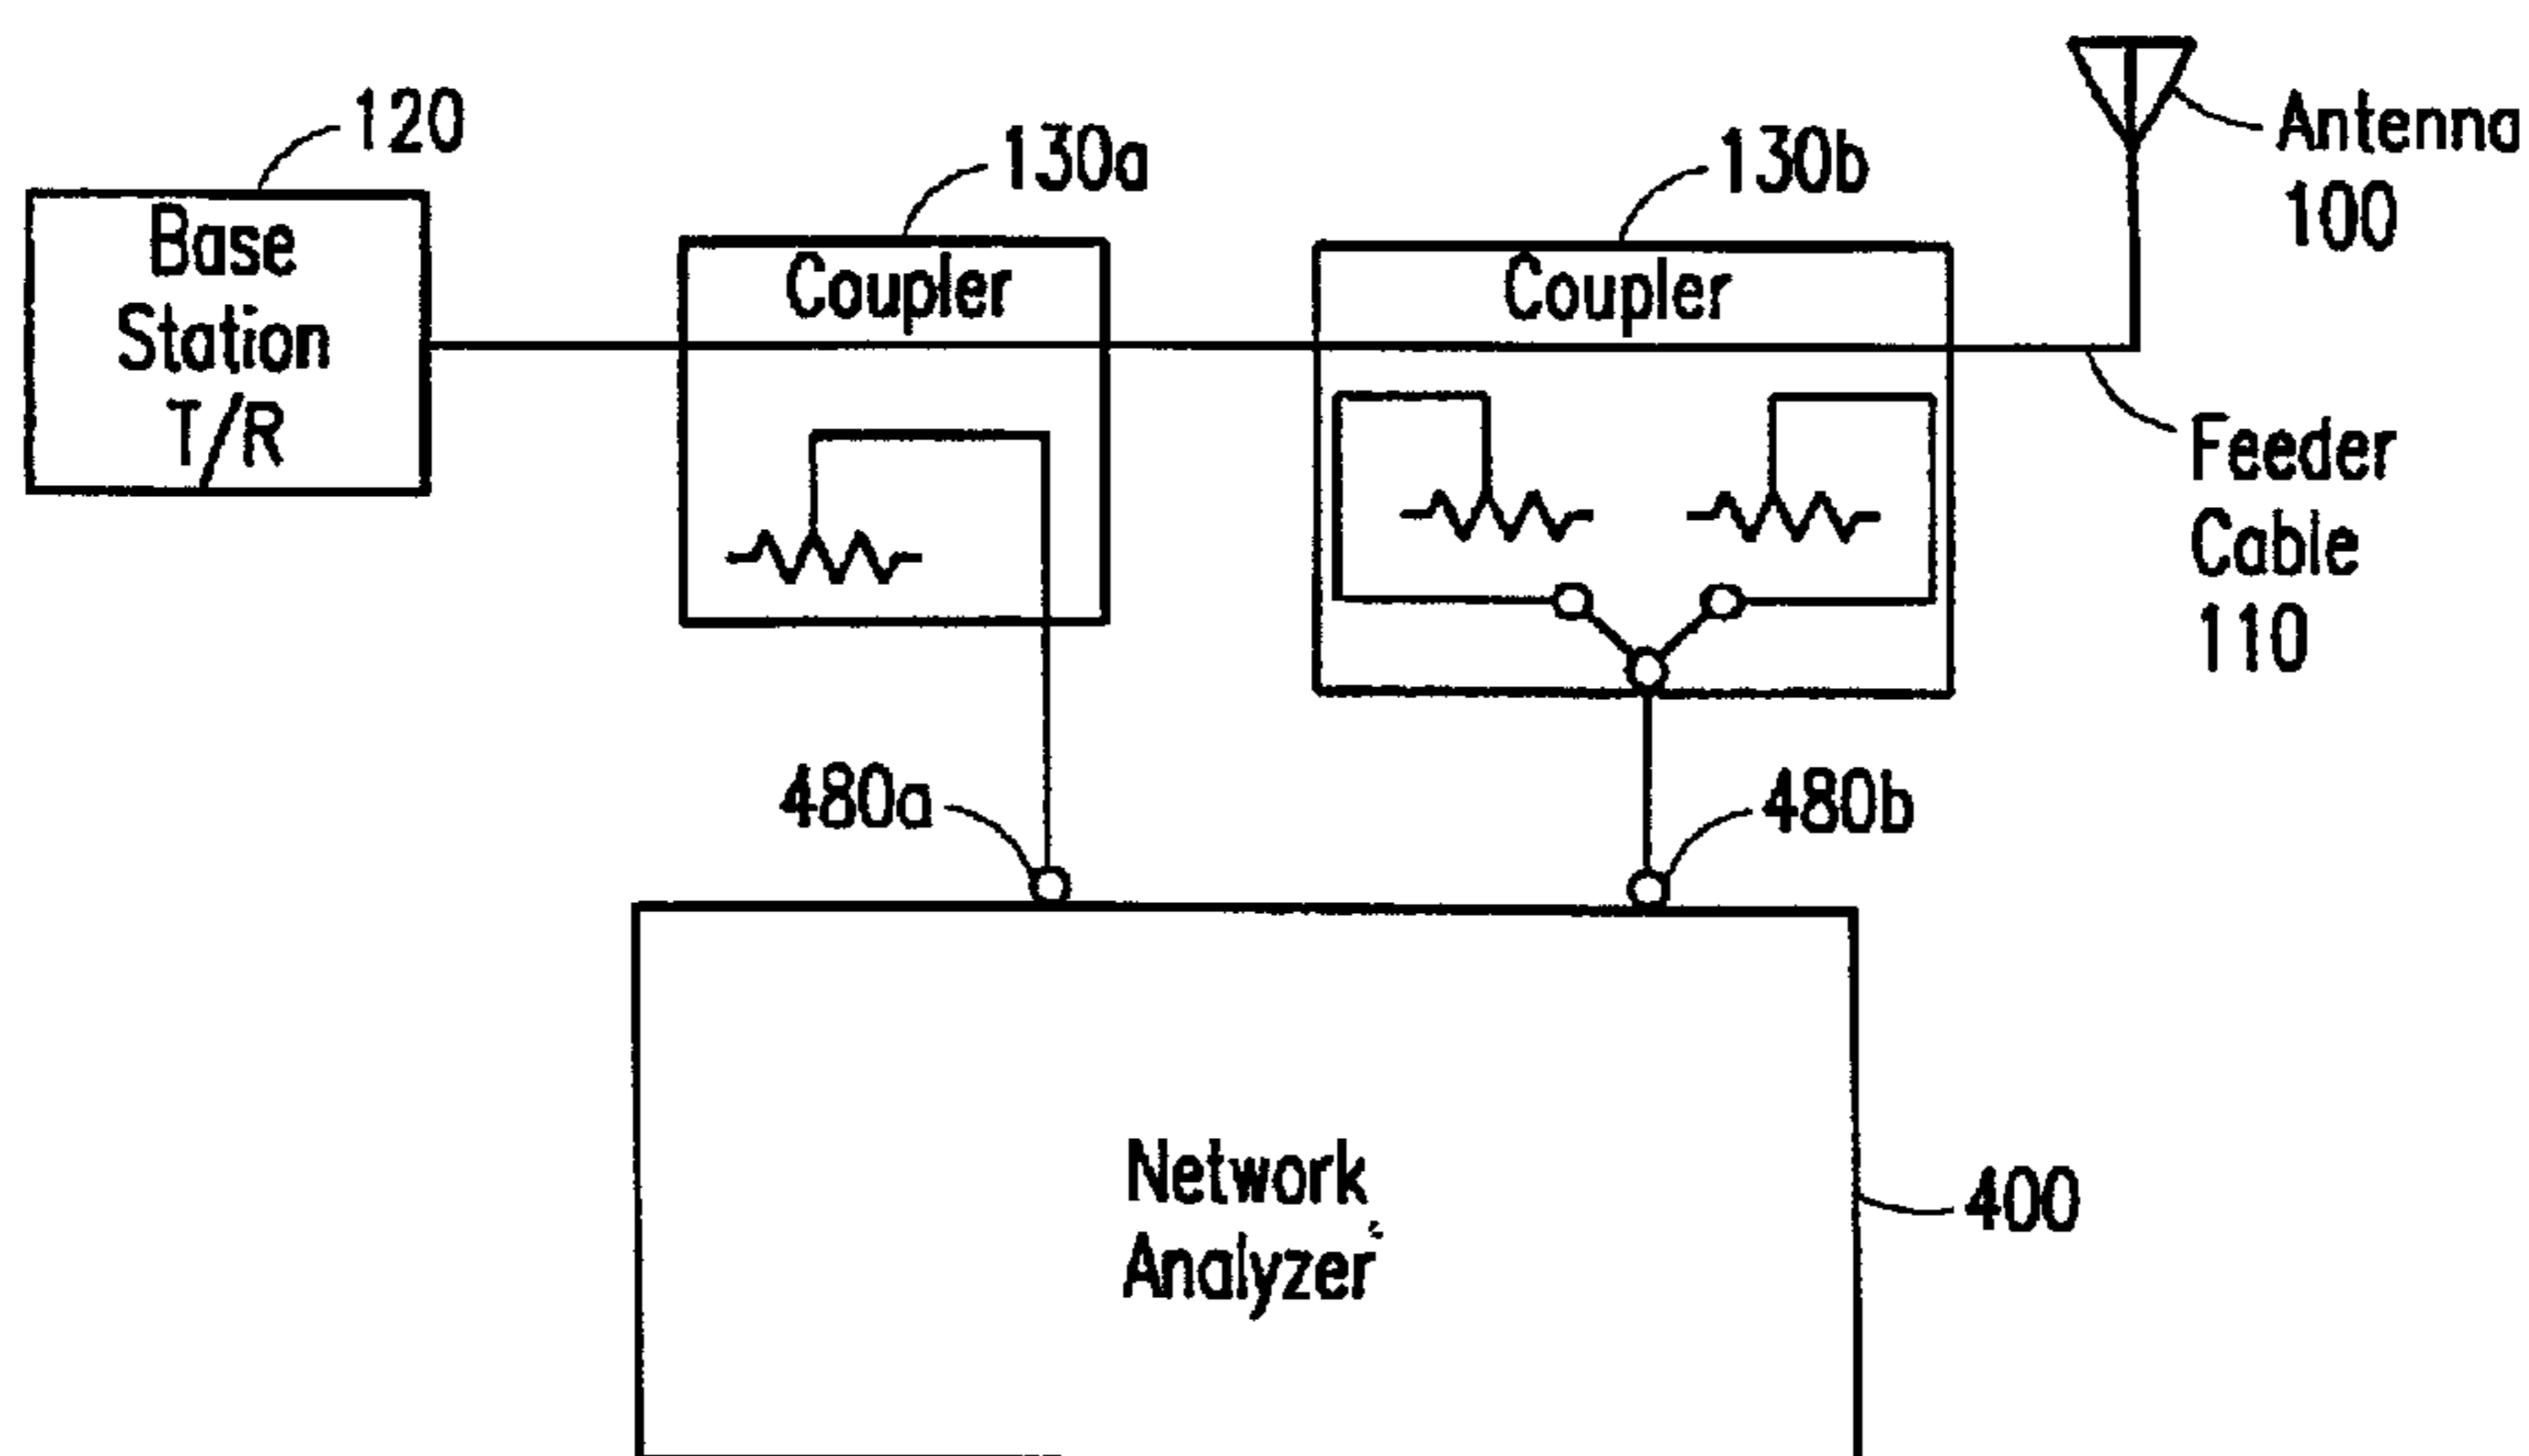 120
Base
Station
T/R
130a
Coupler
130b
Coupler
Antenna
100
Feeder
Cable
110
480a
480b
Network
Analyzer
400